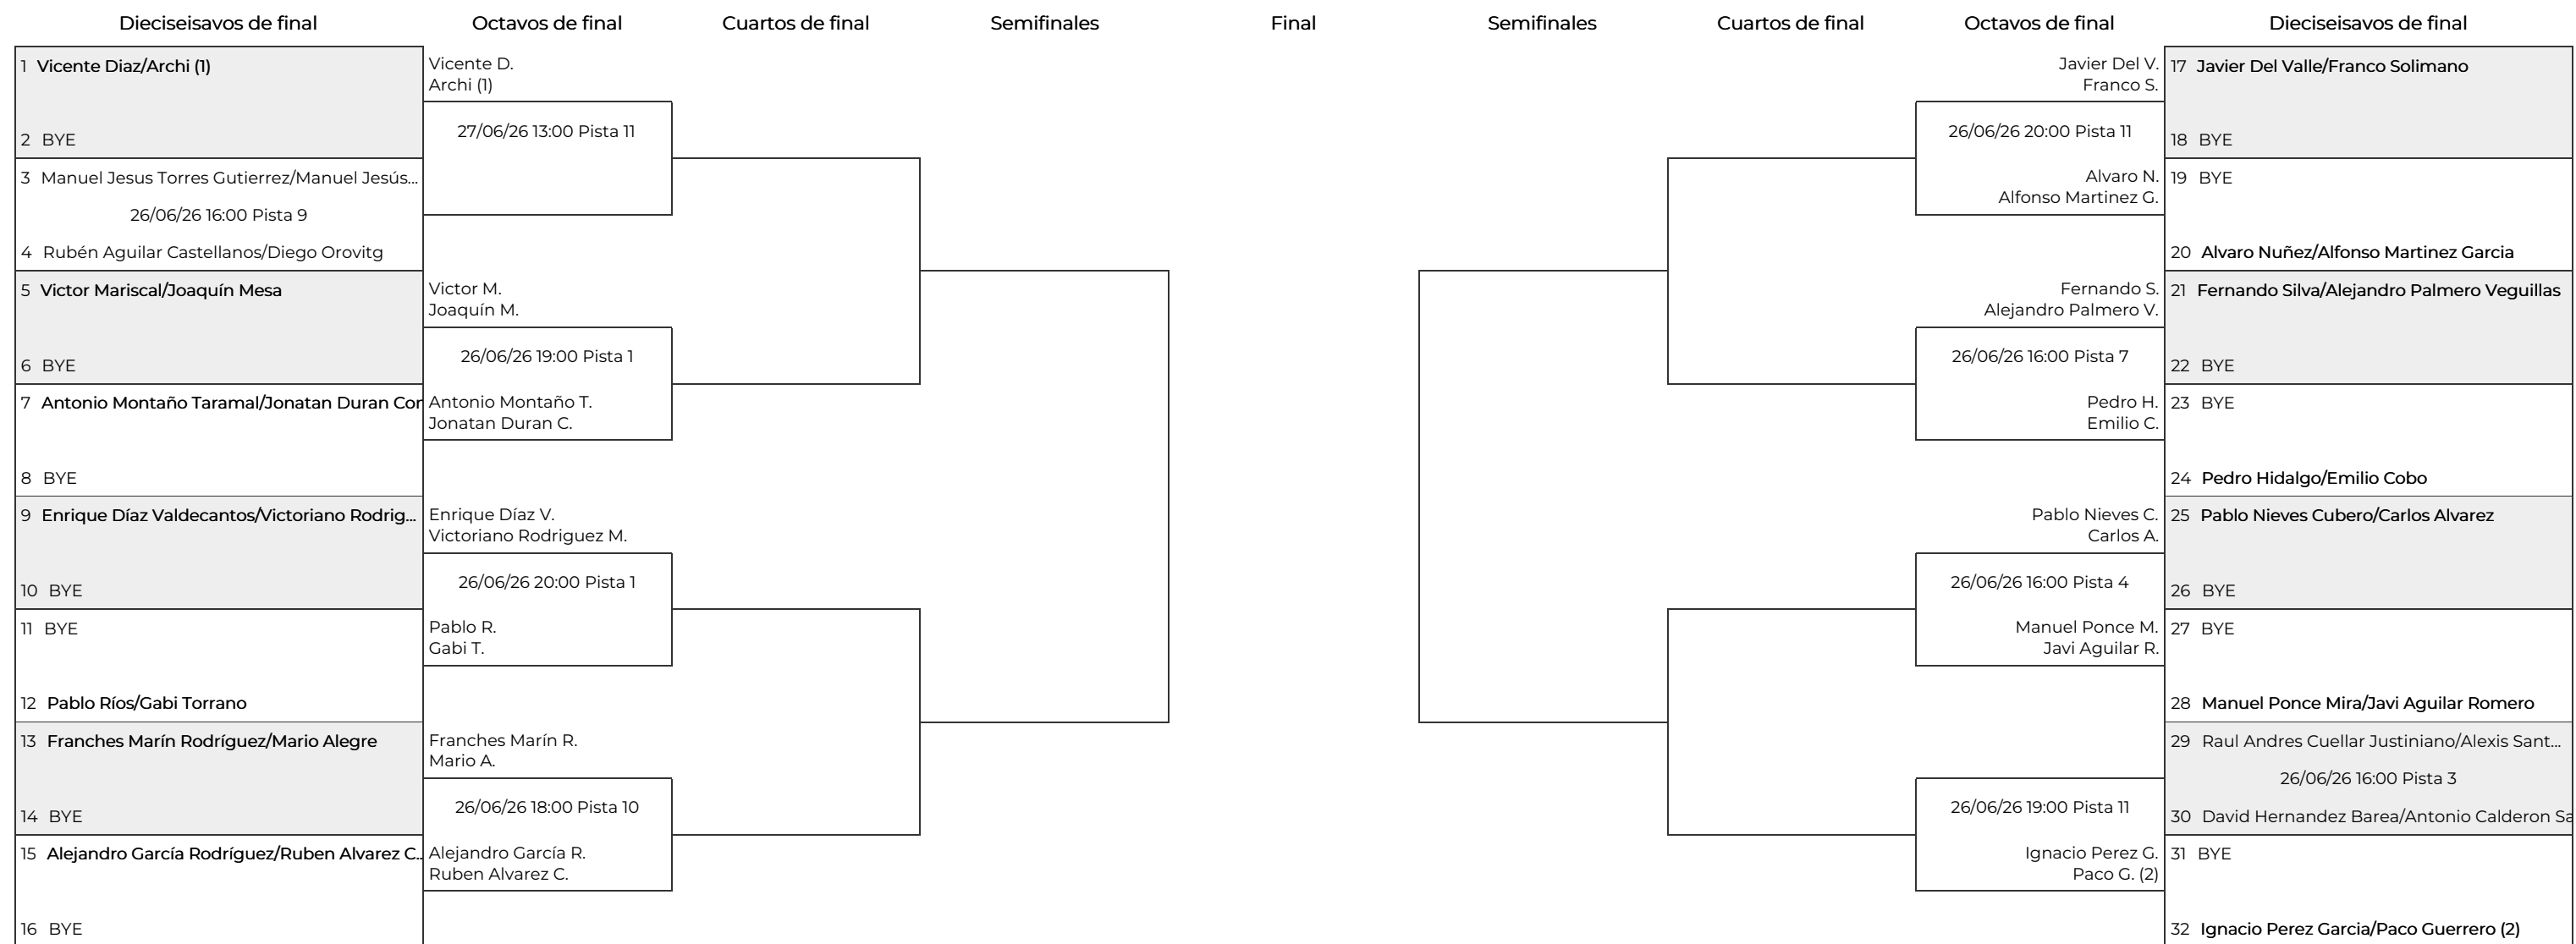 Dieciseisavos de final
Octavos de final
Cuartos de final
Semifinales
Final
Semifinales
Cuartos de final
Octavos de final
Dieciseisavos de final
1 Vicente Diaz/Archi (1)
2 BYE
3 Manuel Jesus Torres Gutierrez/Manuel Jesús...
26/06/26 16:00 Pista 9
4 Rubén Aguilar Castellanos/Diego Orovitg
5 Victor Mariscal/Joaquín Mesa
6 BYE
7 Antonio Montaño Taramal/Jonatan Duran Cor
8 BYE
9 Enrique Díaz Valdecantos/Victoriano Rodrig...
10 BYE
11 BYE
12 Pablo Ríos/Gabi Torrano
13 Franches Marín Rodríguez/Mario Alegre
14 BYE
15 Alejandro García Rodríguez/Ruben Alvarez C...
16 BYE
Vicente D.
Archi (1)
27/06/26 13:00 Pista 11
Victor M.
Joaquín M.
26/06/26 19:00 Pista 1
Antonio Montaño T.
Jonatan Duran C.
Enrique Díaz V.
Victoriano Rodriguez M.
26/06/26 20:00 Pista 1
Pablo R.
Gabi T.
Franches Marín R.
Mario A.
26/06/26 18:00 Pista 10
Alejandro García R.
Ruben Alvarez C.
Javier Del V.
Franco S.
26/06/26 20:00 Pista 11
Alvaro N.
Alfonso Martinez G.
Fernando S.
Alejandro Palmero V.
26/06/26 16:00 Pista 7
Pedro H.
Emilio C.
Pablo Nieves C.
Carlos A.
26/06/26 16:00 Pista 4
Manuel Ponce M.
Javi Aguilar R.
26/06/26 19:00 Pista 11
Ignacio Perez G.
Paco G. (2)
17 Javier Del Valle/Franco Solimano
18 BYE
19 BYE
20 Alvaro Nuñez/Alfonso Martinez Garcia
21 Fernando Silva/Alejandro Palmero Veguillas
22 BYE
23 BYE
24 Pedro Hidalgo/Emilio Cobo
25 Pablo Nieves Cubero/Carlos Alvarez
26 BYE
27 BYE
28 Manuel Ponce Mira/Javi Aguilar Romero
29 Raul Andres Cuellar Justiniano/Alexis Sant...
26/06/26 16:00 Pista 3
30 David Hernandez Barea/Antonio Calderon Sa
31 BYE
32 Ignacio Perez Garcia/Paco Guerrero (2)